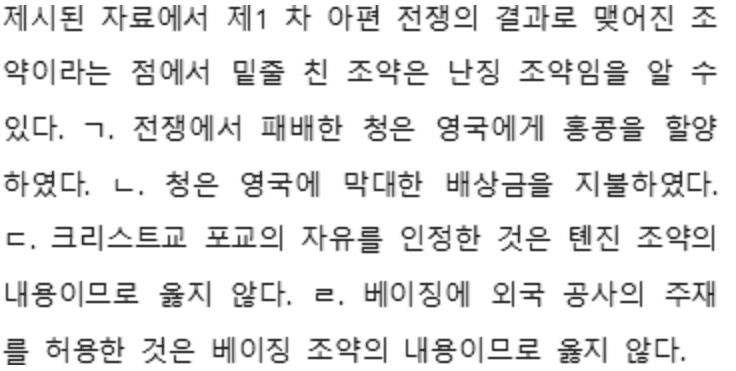 제시된 자료에서 제1 차 아편 전쟁의 결과로 맺어진 조
약이라는 점에서 밑줄 친 조약은 난징 조약임을 알 수
있다. ㄱ. 전쟁에서 패배한 청은 영국에게 홍콩을 할양
하였다. ㄴ. 청은 영국에 막대한 배상금을 지불하였다.
ㄷ. 크리스트교 포교의 자유를 인정한 것은 톈진 조약의
내용이므로 옳지 않다. ㄹ. 베이징에 외국 공사의 주재
를 허용한 것은 베이징 조약의 내용이므로 옳지 않다.